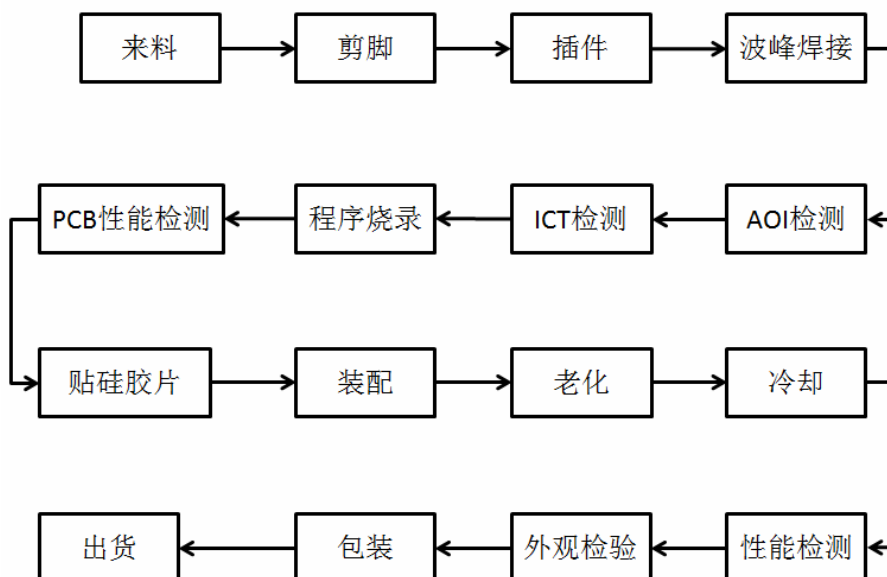 来料
剪脚
插件
波峰焊接
PCB性能检测
程序烧录
ICT检测
AOI检测
贴硅胶片
装配
老化
冷却
出货
包装
外观检验
性能检测